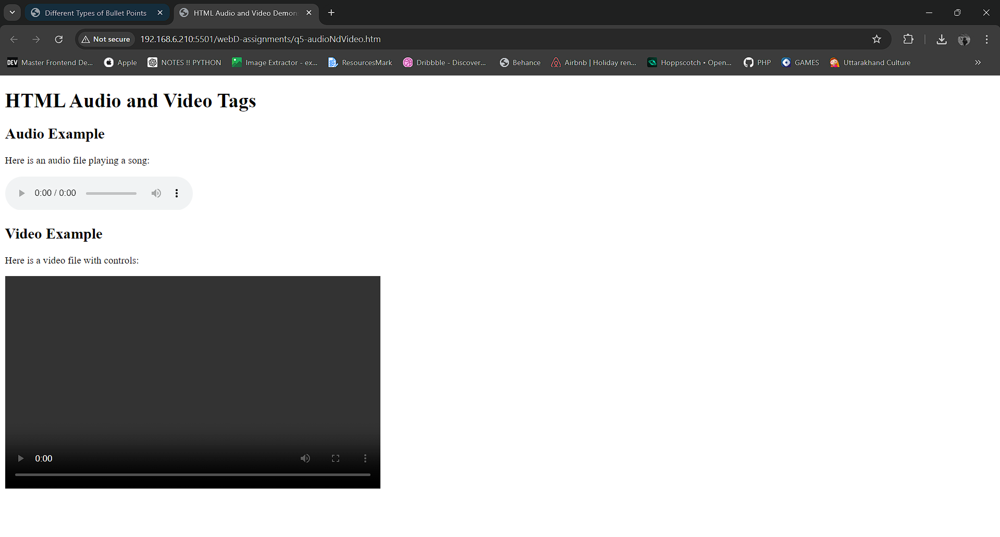 Different Types of Bullet Points
HTML Audio and Video Demon
Not secure
192.168.6.210:5501/webD-assignments/q5-audioNdVideo.htm
DEV Master Frontend De...
Apple
NOTES !! PYTHON
Image Extractor - ex...
ResourcesMark
Dribbble - Discover...
Behance
Airbnb | Holiday ren...
Hoppscotch • Open...
PHP
GAMES
Uttarakhand Culture
HTML Audio and Video Tags
Audio Example
Here is an audio file playing a song:
0:00 / 0:00
Video Example
Here is a video file with controls:
0:00